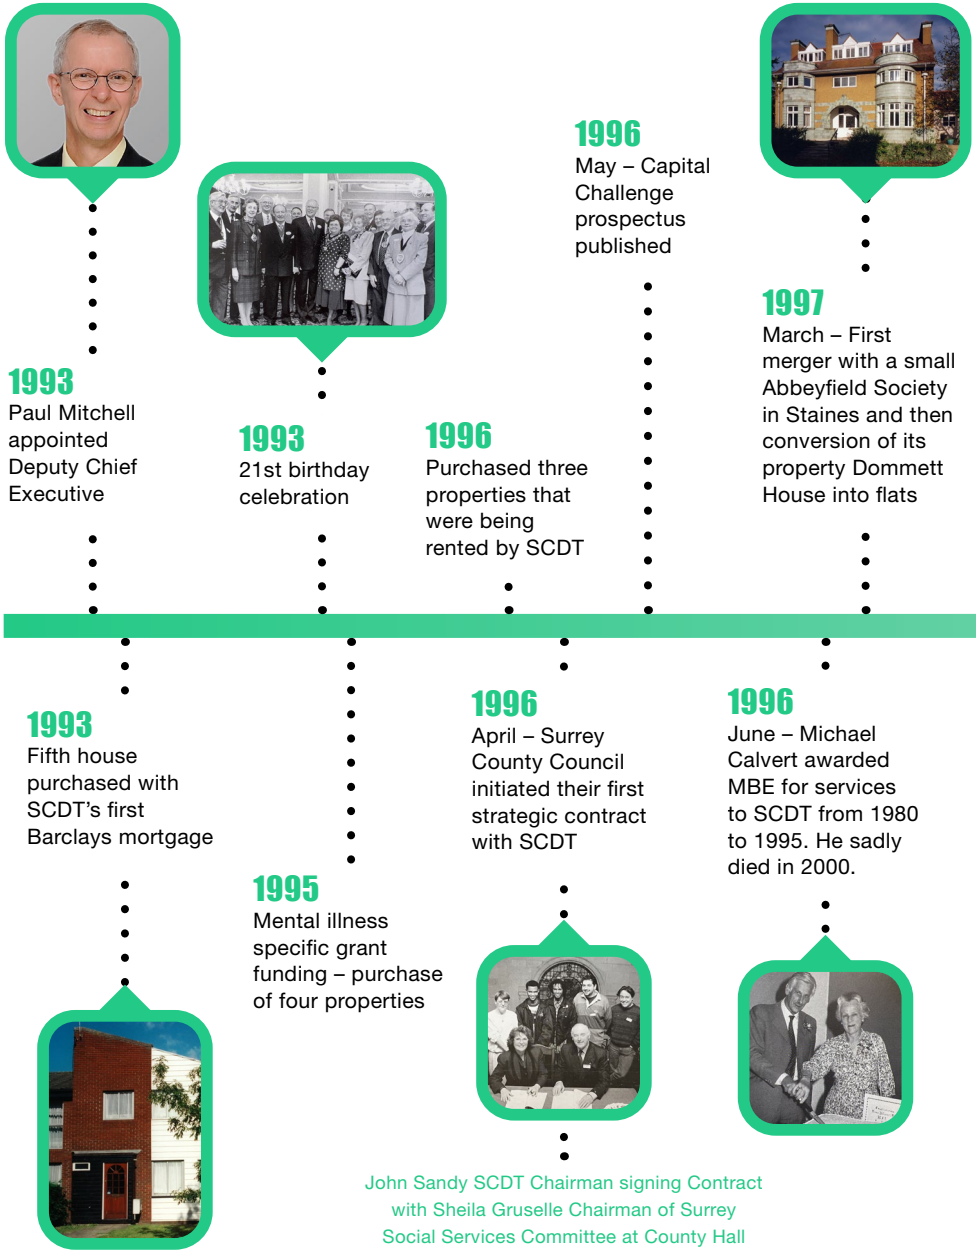 1993
Paul Mitchell
appointed
Deputy Chief
Executive
1993
21st birthday
celebration
1996
Purchased three
properties that
were being
rented by SCDT
1996
May – Capital
Challenge
prospectus
published
1997
March – First
merger with a small
Abbeyfield Society
in Staines and then
conversion of its
property Dommett
House into flats
1993
Fifth house
purchased with
SCDT’s first
Barclays mortgage
1995
Mental illness
specific grant
funding – purchase
of four properties
1996
April – Surrey
County Council
initiated their first
strategic contract
with SCDT
John Sandy SCDT Chairman signing Contract
with Sheila Gruselle Chairman of Surrey
Social Services Committee at County Hall
1996
June – Michael
Calvert awarded
MBE for services
to SCDT from 1980
to 1995. He sadly
died in 2000.